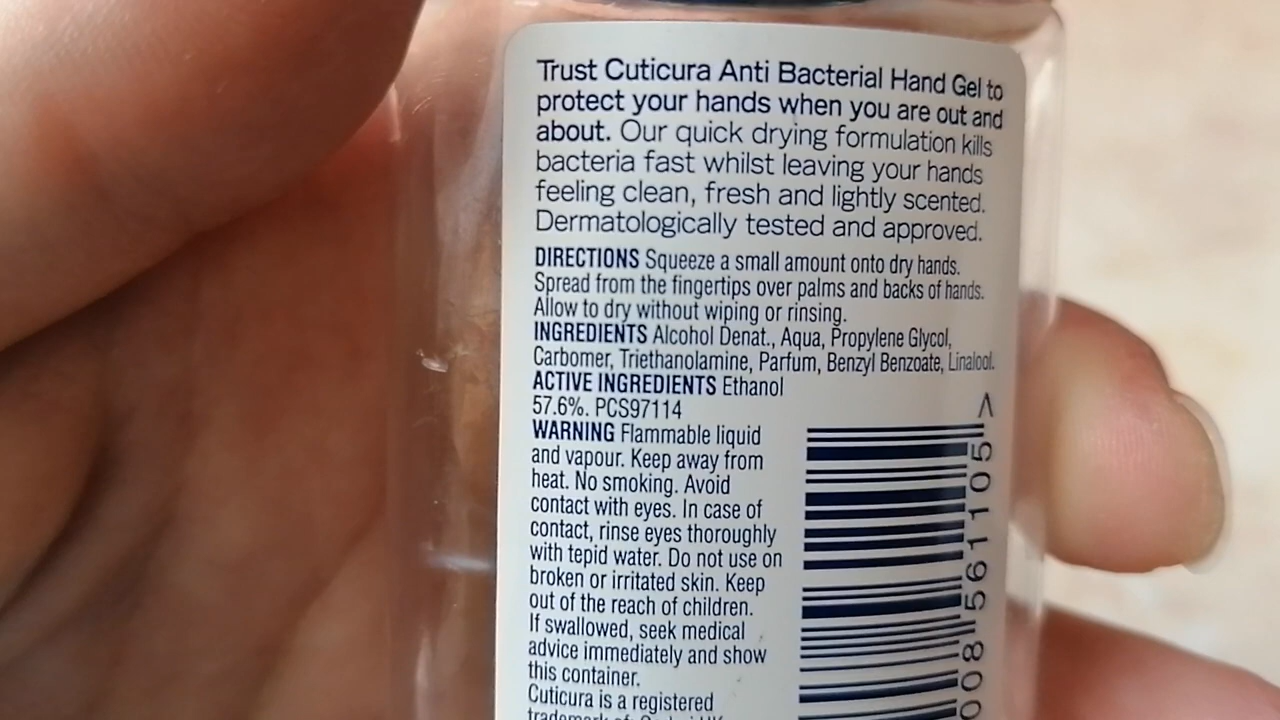 Trust Cuticura Anti Bacterial Hand Gel to
protect your hands when you are out and
about. Our quick drying formulation kills
bacteria fast whilst leaving your hands
feeling clean, fresh and lightly scented.
Dermatologically tested and approved.
DIRECTIONS Squeeze a small amount onto dry hands.
Spread from the fingertips over palms and backs of hands.
Allow to dry without wiping or rinsing.
INGREDIENTS Alcohol Denat., Aqua, Propylene Glycol,
Carbomer, Triethanolamine, Parfum, Benzyl Benzoate, Linalool.
ACTIVE INGREDIENTS Ethanol
57.6%. PCS97114
WARNING Flammable liquid
and vapour. Keep away from
heat. No smoking. Avoid
contact with eyes. In case of
contact, rinse eyes thoroughly
with tepid water. Do not use on
broken or irritated skin. Keep
out of the reach of children.
If swallowed, seek medical
advice immediately and show
this container.
Cuticura is a registered
trademark of
008561105 >